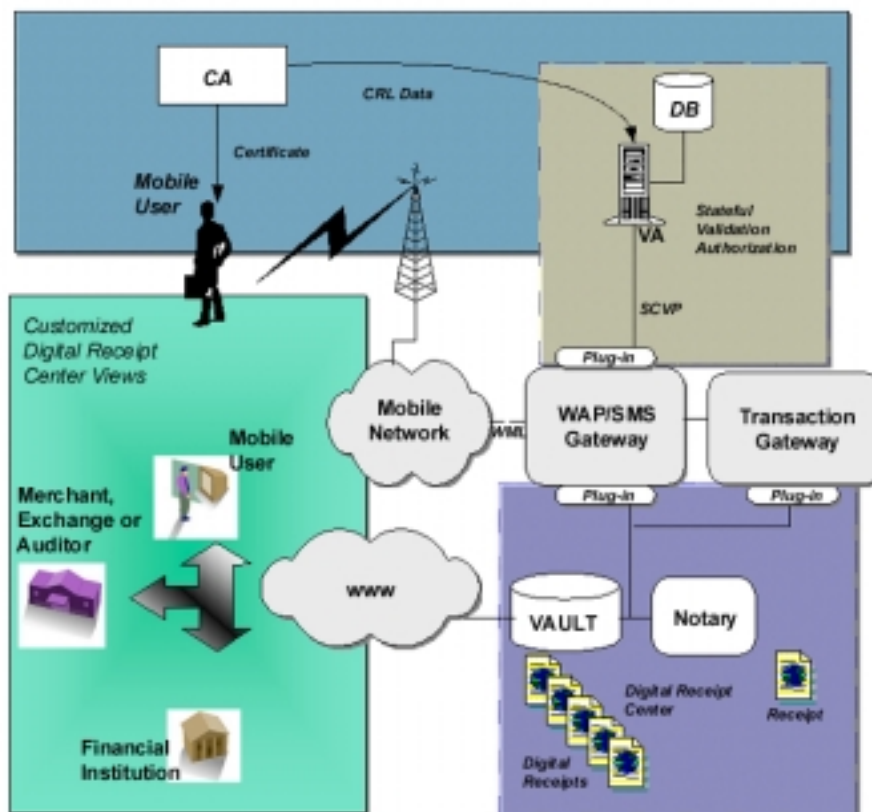 CA
CRL Data
DB
Certificate
Mobile
User
VA
Stateful
Validation
Authorization
SCVP
Customized
Digital Receipt
Center Views
Plug-in
Mobile
Network
WML
WAP/SMS
Gateway
Transaction
Gateway
Mobile
User
Plug-in
Plug-in
Merchant,
Exchange or
Auditor
www
VAULT
Notary
Digital Receipt
Center
Receipt
Financial
Institution
Digital
Receipts